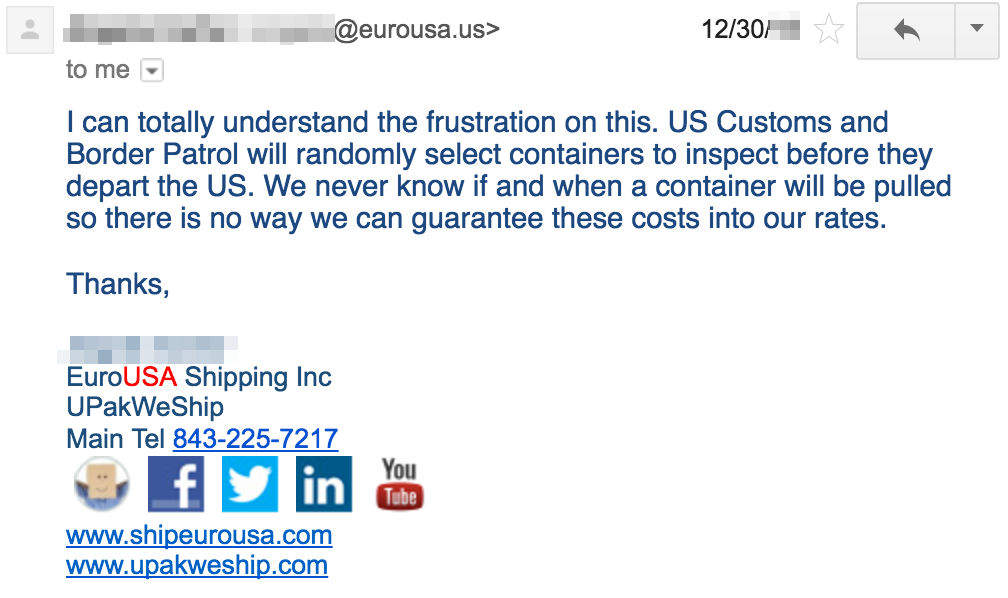 @eurousa.us>
12/30/
to me
I can totally understand the frustration on this. US Customs and
Border Patrol will randomly select containers to inspect before they
depart the US. We never know if and when a container will be pulled
so there is no way we can guarantee these costs into our rates.
Thanks,
EuroUSA Shipping Inc
UPakWeShip
Main Tel 843-225-7217
f in You Tube
www.shipeurousa.com
www.upakweship.com